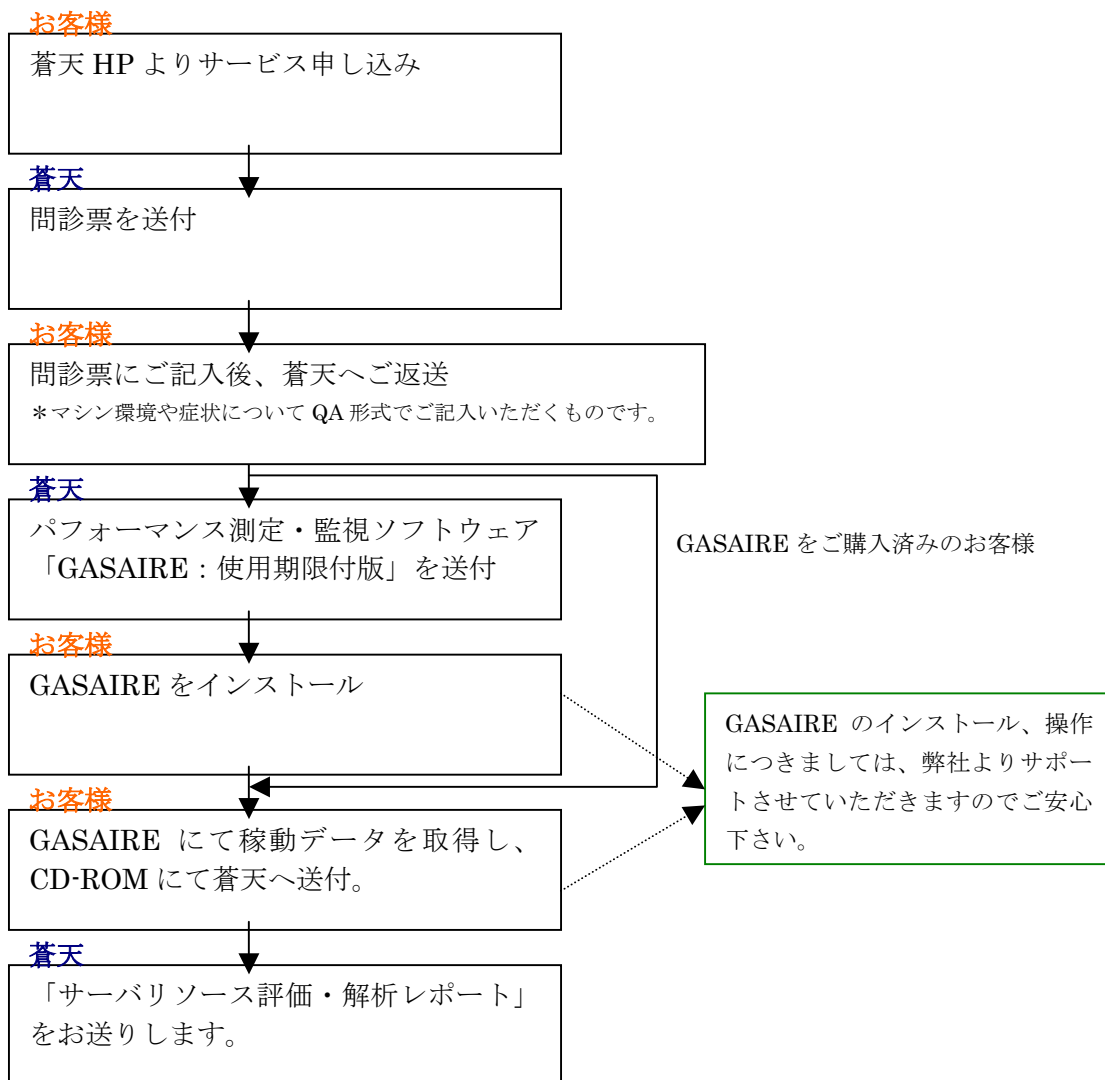 お客様
蒼天 HP よりサービス申し込み
蒼天
問診票を送付
お客様
問診票にご記入後、蒼天へご返送
＊マシン環境や症状について QA 形式でご記入いただくものです。
蒼天
パフォーマンス測定・監視ソフトウェア
「GASAIRE：使用期限付版」を送付
GASAIRE をご購入済みのお客様
お客様
GASAIRE をインストール
GASAIRE のインストール、操作
につきましては、弊社よりサポー
トさせていただきますのでご安心
下さい。
お客様
GASAIRE にて稼動データを取得し、
CD-ROM にて蒼天へ送付。
蒼天
「サーバリソース評価・解析レポート」
をお送りします。